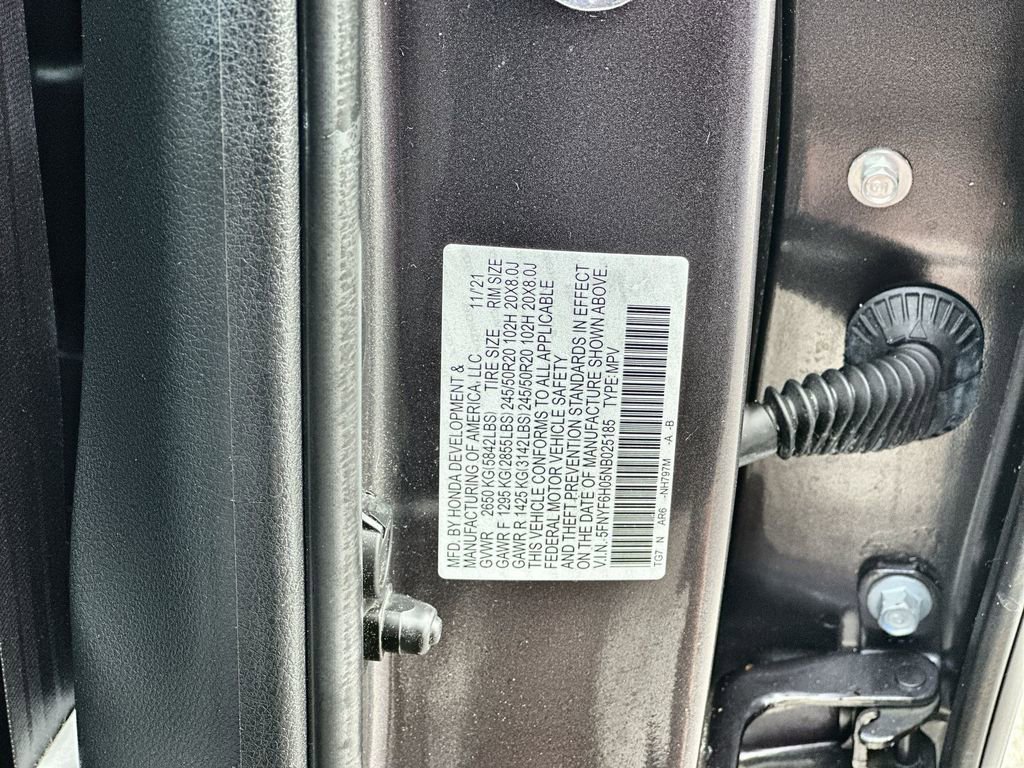 MFD. BY HONDA DEVELOPMENT &
MANUFACTURING OF AMERICA, LLC. 11/21
GVWR 2650 KG(5842LBS) TIRE SIZE RIM SIZE
GAWR F 1295 KG(2855LBS) 245/50R20 102H 20X8.0J
GAWR R 1425 KG(3142LBS) 245/50R20 102H 20X8.0J
THIS VEHICLE CONFORMS TO ALL APPLICABLE
FEDERAL MOTOR VEHICLE SAFETY
AND THEFT PREVENTION STANDARDS IN EFFECT
ON THE DATE OF MANUFACTURE SHOWN ABOVE.
V.I.N.:5FNYF6H05NB025185 TYPE:MPV
TG7 N AR6 -NH797M -A -B